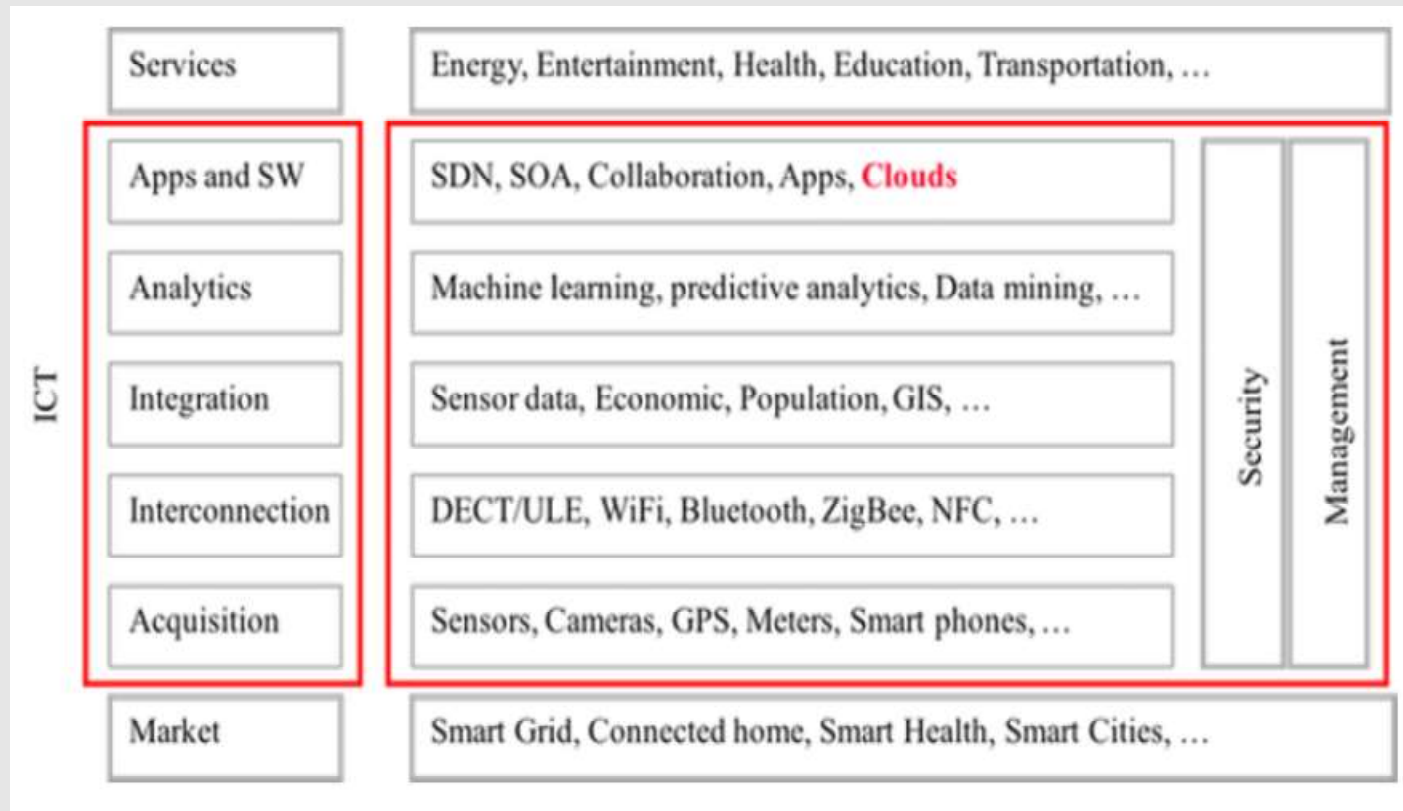 Services
Energy, Entertainment, Health, Education, Transportation, ...
Apps and SW
SDN, SOA, Collaboration, Apps, Clouds
Analytics
Machine learning, predictive analytics, Data mining, ...
ICT
Integration
Sensor data, Economic, Population, GIS, ...
Security
Management
Interconnection
DECT/ULE, WiFi, Bluetooth, ZigBee, NFC, ...
Acquisition
Sensors, Cameras, GPS, Meters, Smart phones, ...
Market
Smart Grid, Connected home, Smart Health, Smart Cities, ...